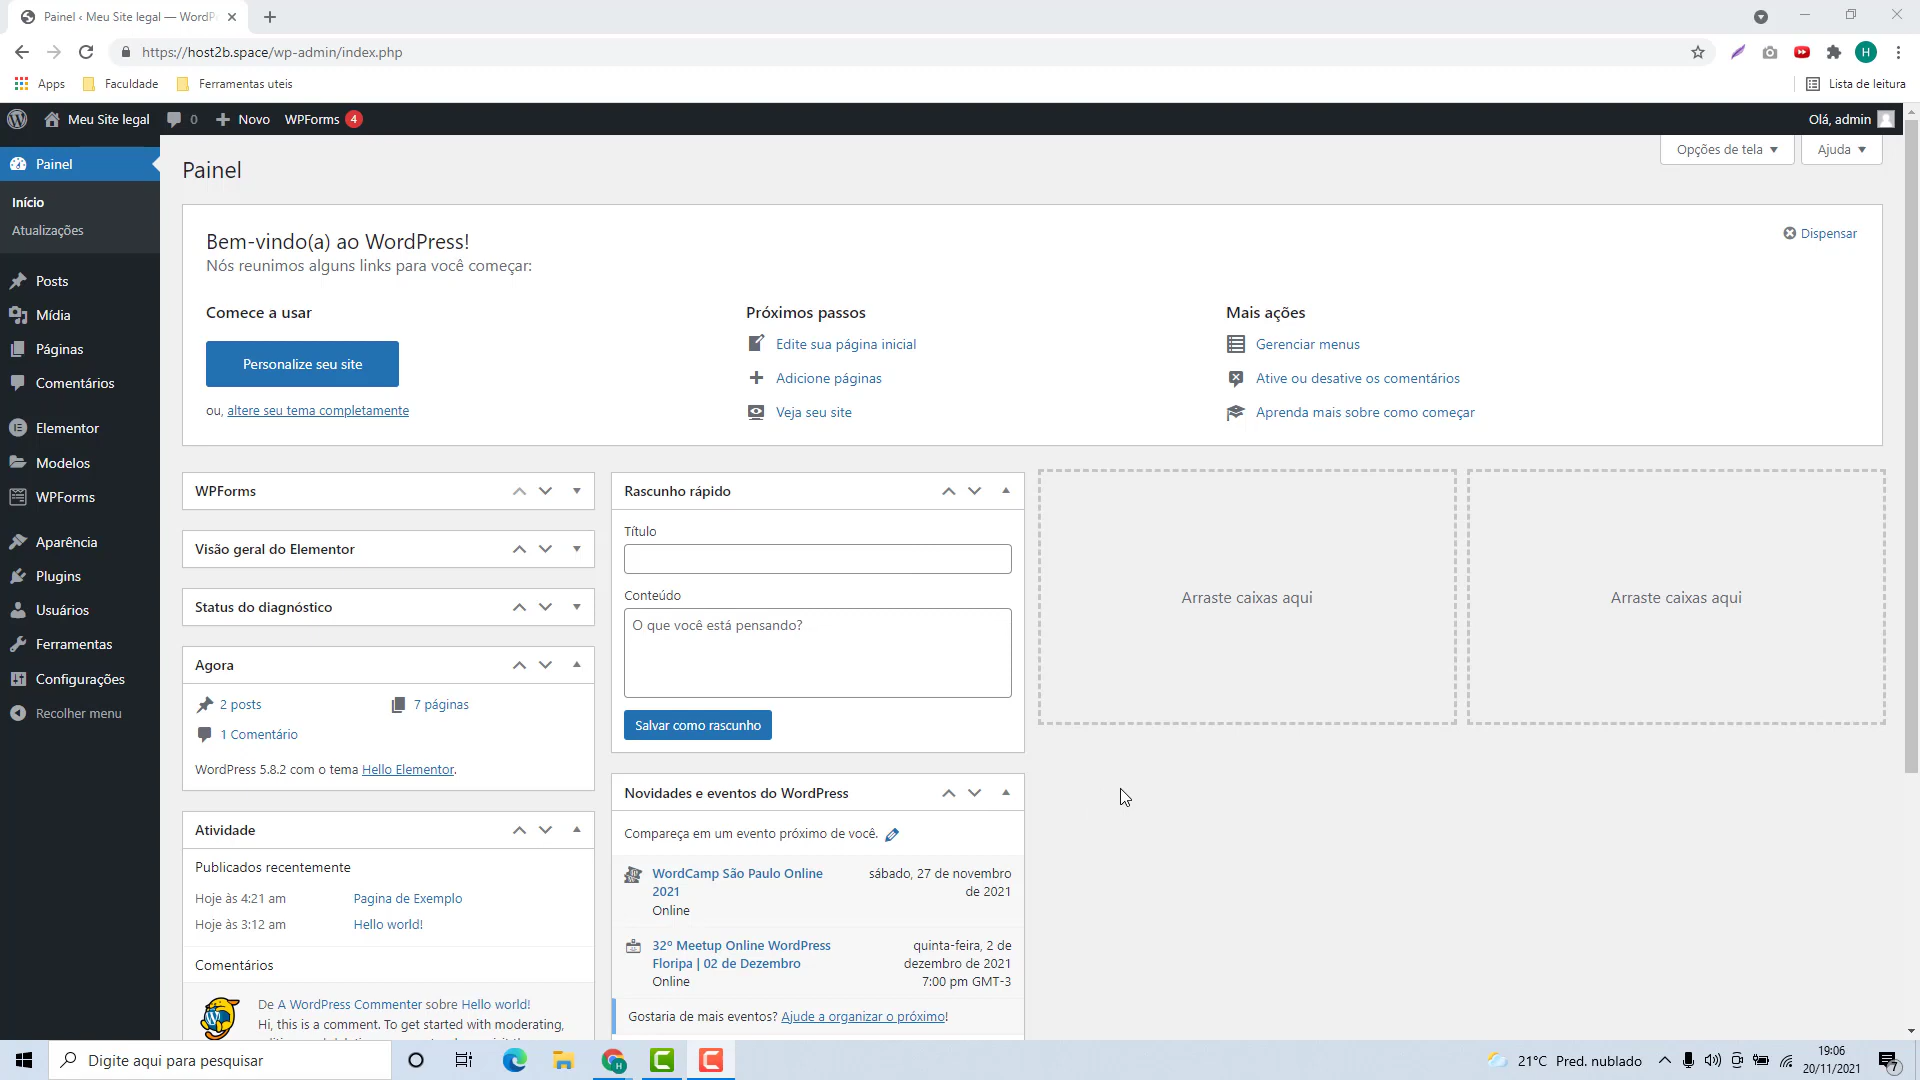 Painel ‹ Meu Site legal — WordP
https://host2b.space/wp-admin/index.php
H
Apps
Faculdade
Ferramentas uteis
Lista de leitura
Meu Site legal
0
Novo
WPForms 4
Olá, admin
Painel
Início
Atualizações
Posts
Mídia
Páginas
Comentários
Elementor
Modelos
WPForms
Aparência
Plugins
Usuários
Ferramentas
Configurações
Recolher menu
Painel
Opções de tela
Ajuda
Bem-vindo(a) ao WordPress!
Nós reunimos alguns links para você começar:
Dispensar
Comece a usar
Personalize seu site
ou, altere seu tema completamente
Próximos passos
Edite sua página inicial
Adicione páginas
Veja seu site
Mais ações
Gerenciar menus
Ative ou desative os comentários
Aprenda mais sobre como começar
WPForms
Visão geral do Elementor
Status do diagnóstico
Agora
2 posts
7 páginas
1 Comentário
WordPress 5.8.2 com o tema Hello Elementor.
Atividade
Publicados recentemente
Hoje às 4:21 am Pagina de Exemplo
Hoje às 3:12 am Hello world!
Comentários
De A WordPress Commenter sobre Hello world!
Hi, this is a comment. To get started with moderating,
Rascunho rápido
Título
Conteúdo
O que você está pensando?
Salvar como rascunho
Novidades e eventos do WordPress
Compareça em um evento próximo de você.
WordCamp São Paulo Online
2021
Online
sábado, 27 de novembro
de 2021
32º Meetup Online WordPress
Floripa | 02 de Dezembro
Online
quinta-feira, 2 de
dezembro de 2021
7:00 pm GMT-3
Gostaria de mais eventos? Ajude a organizar o próximo!
Arraste caixas aqui
Arraste caixas aqui
Digite aqui para pesquisar
21°C Pred. nublado
19:06
20/11/2021
7